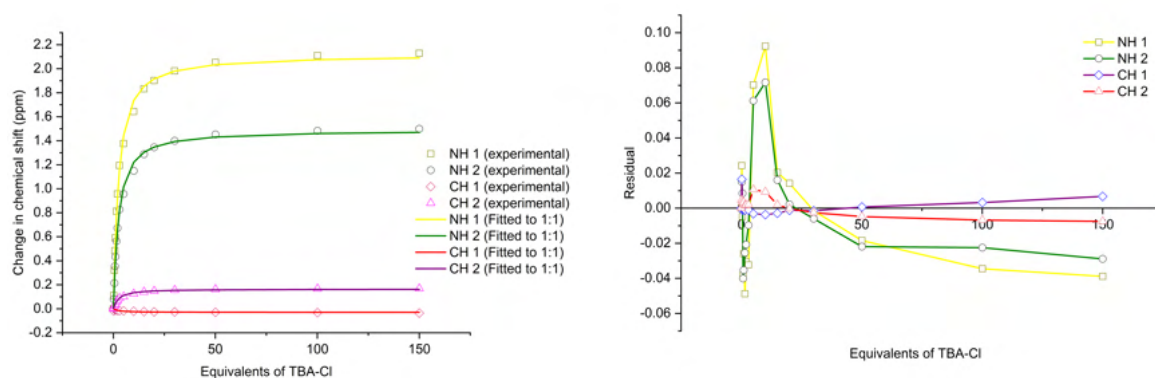 2.2
2.0
1.8
1.6
1.4
1.2
1.0
0.8
0.6
0.4
0.2
0.0
-0.2
Change in chemical shift (ppm)
0
50
100
150
Equivalents of TBA-Cl
NH 1 (experimental)
NH 2 (experimental)
CH 1 (experimental)
CH 2 (experimental)
NH 1 (Fitted to 1:1)
NH 2 (Fitted to 1:1)
CH 1 (Fitted to 1:1)
CH 2 (Fitted to 1:1)
0.10
0.08
0.06
0.04
0.02
0.00
-0.02
-0.04
-0.06
Residual
0
50
100
150
Equivalents of TBA-Cl
NH 1
NH 2
CH 1
CH 2